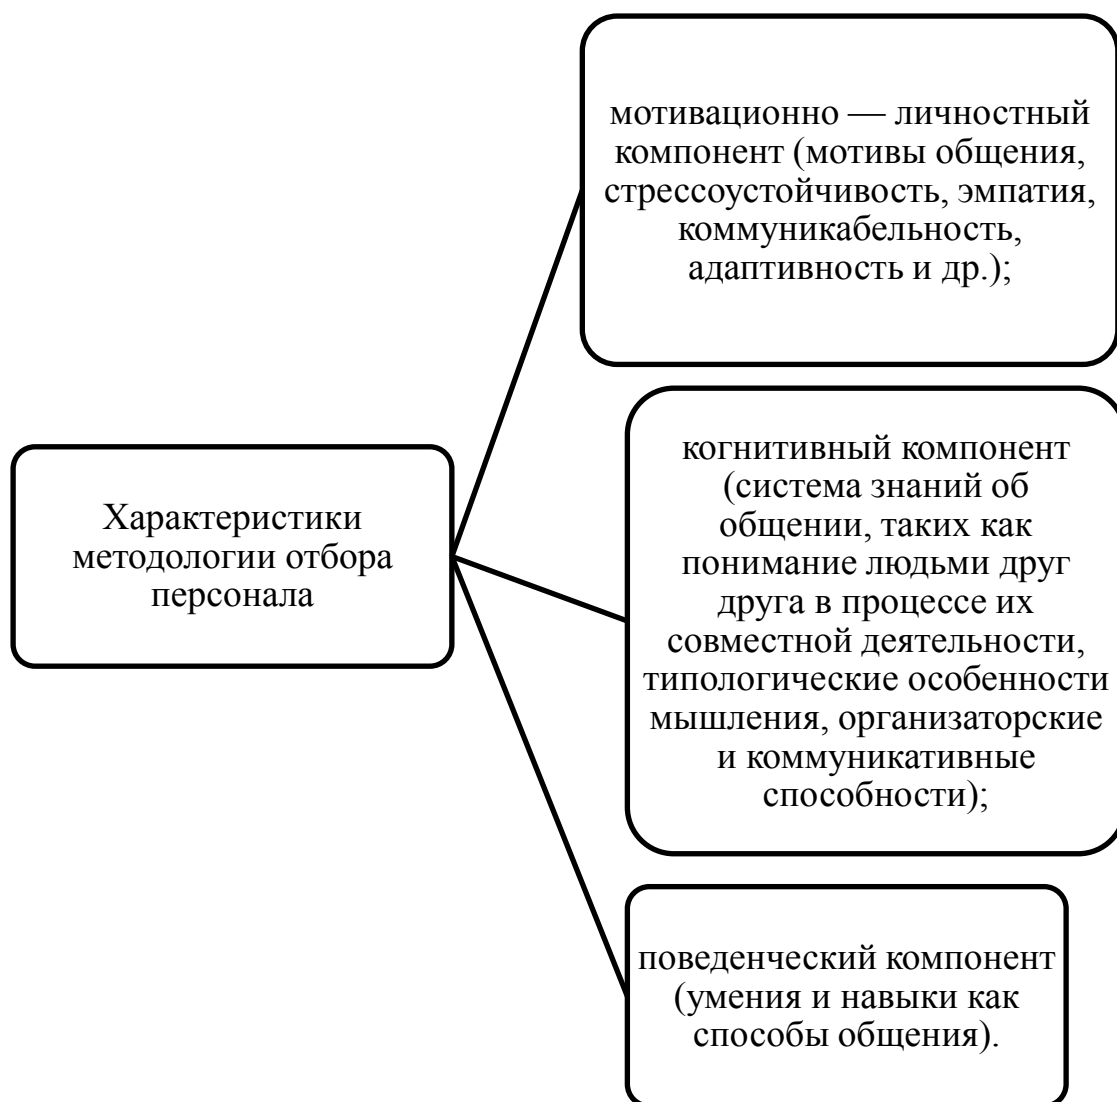 мотивационно — личностный
компонент (мотивы общения,
стрессоустойчивость, эмпатия,
коммуникабельность,
адаптивность и др.);
Характеристики
методологии отбора
персонала
когнитивный компонент
(система знаний об
общении, таких как
понимание людьми друг
друга в процессе их
совместной деятельности,
типологические особенности
мышления, организаторские
и коммуникативные
способности);
поведенческий компонент
(умения и навыки как
способы общения).